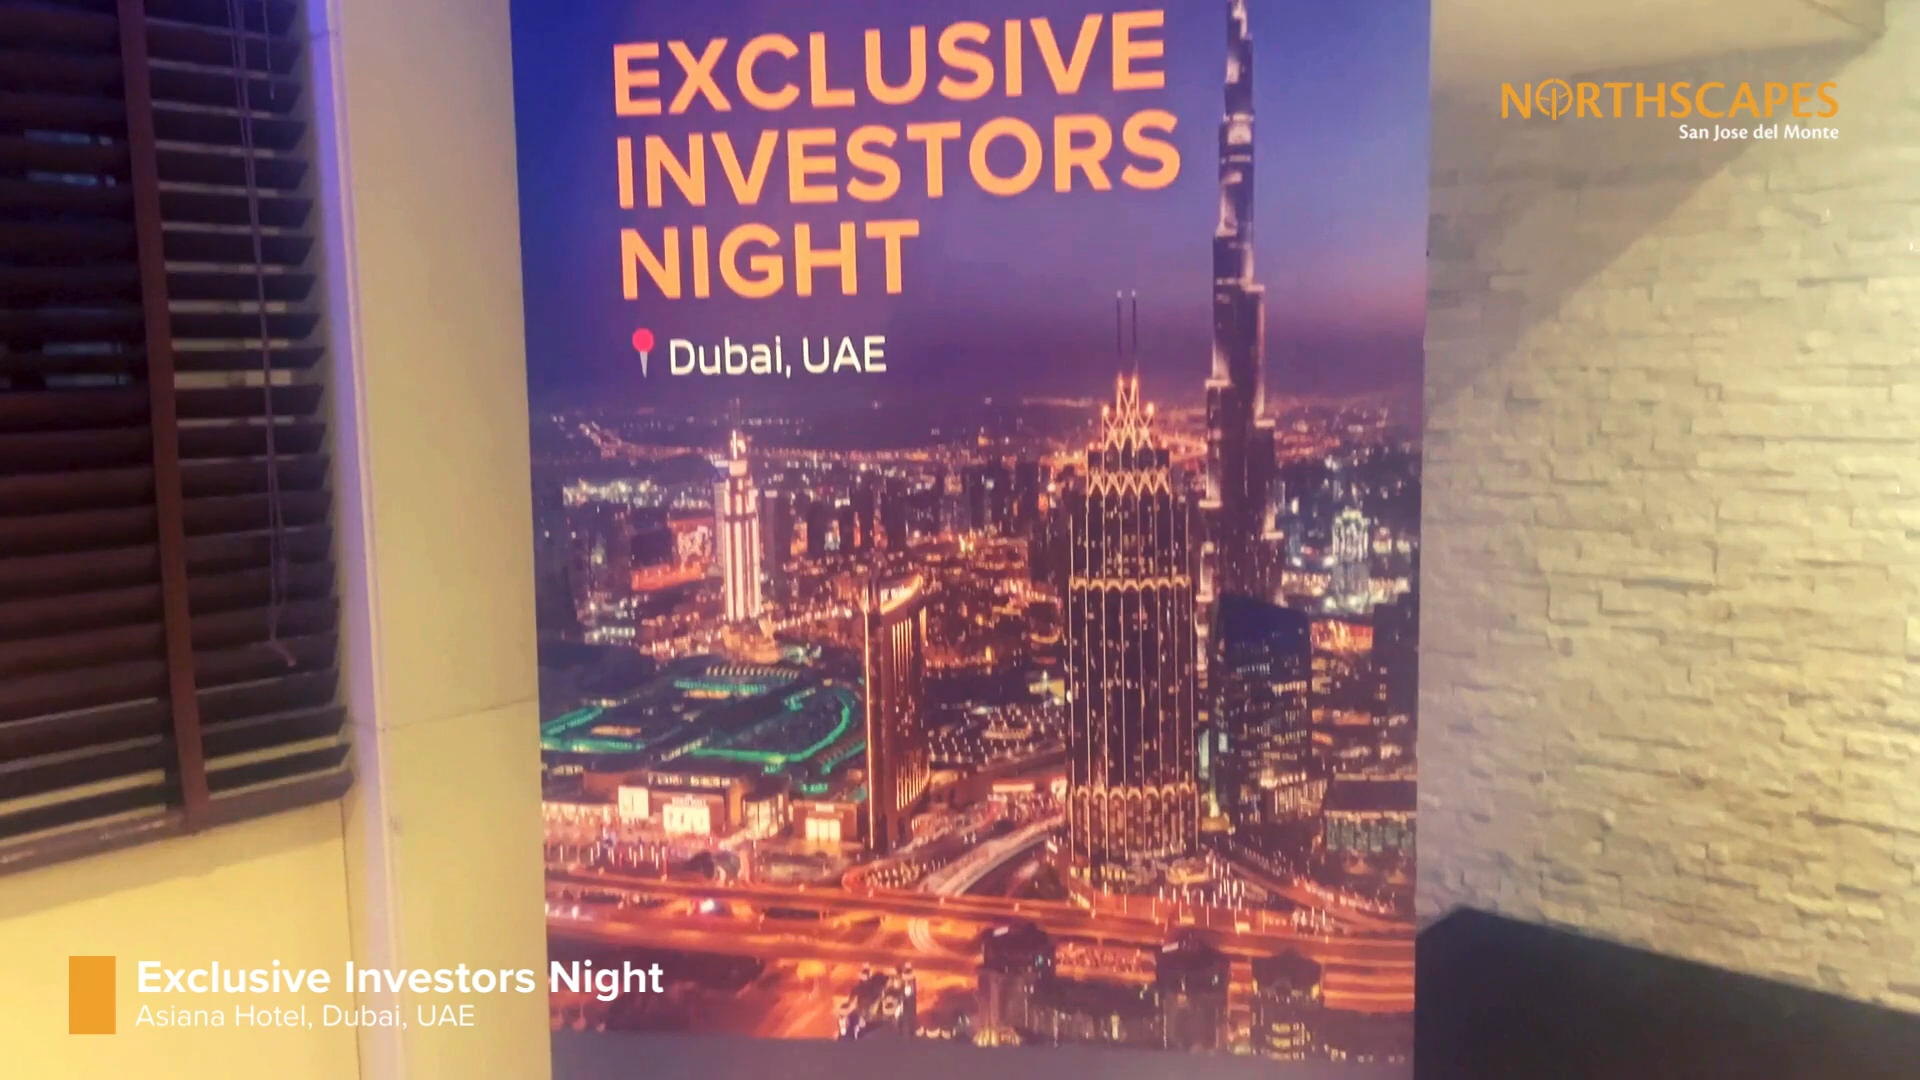 EXCLUSIVE
INVESTORS
NIGHT
Dubai, UAE
NORTHSCAPES
San Jose del Monte
Exclusive Investors Night
Asiana Hotel, Dubai, UAE